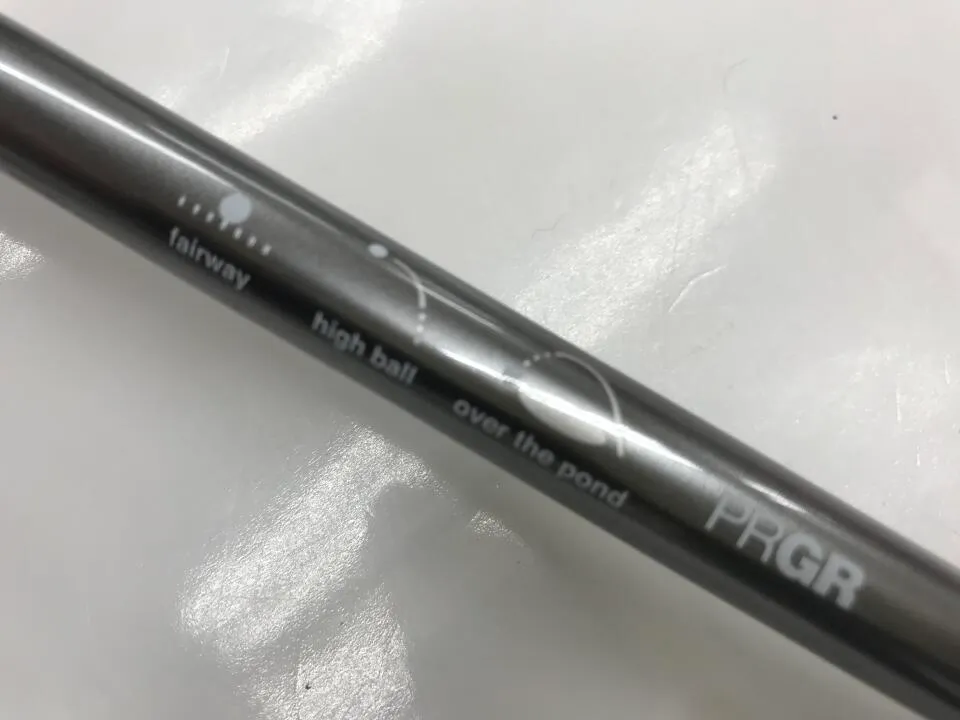 fairway
high ball
over the pond
PRGR